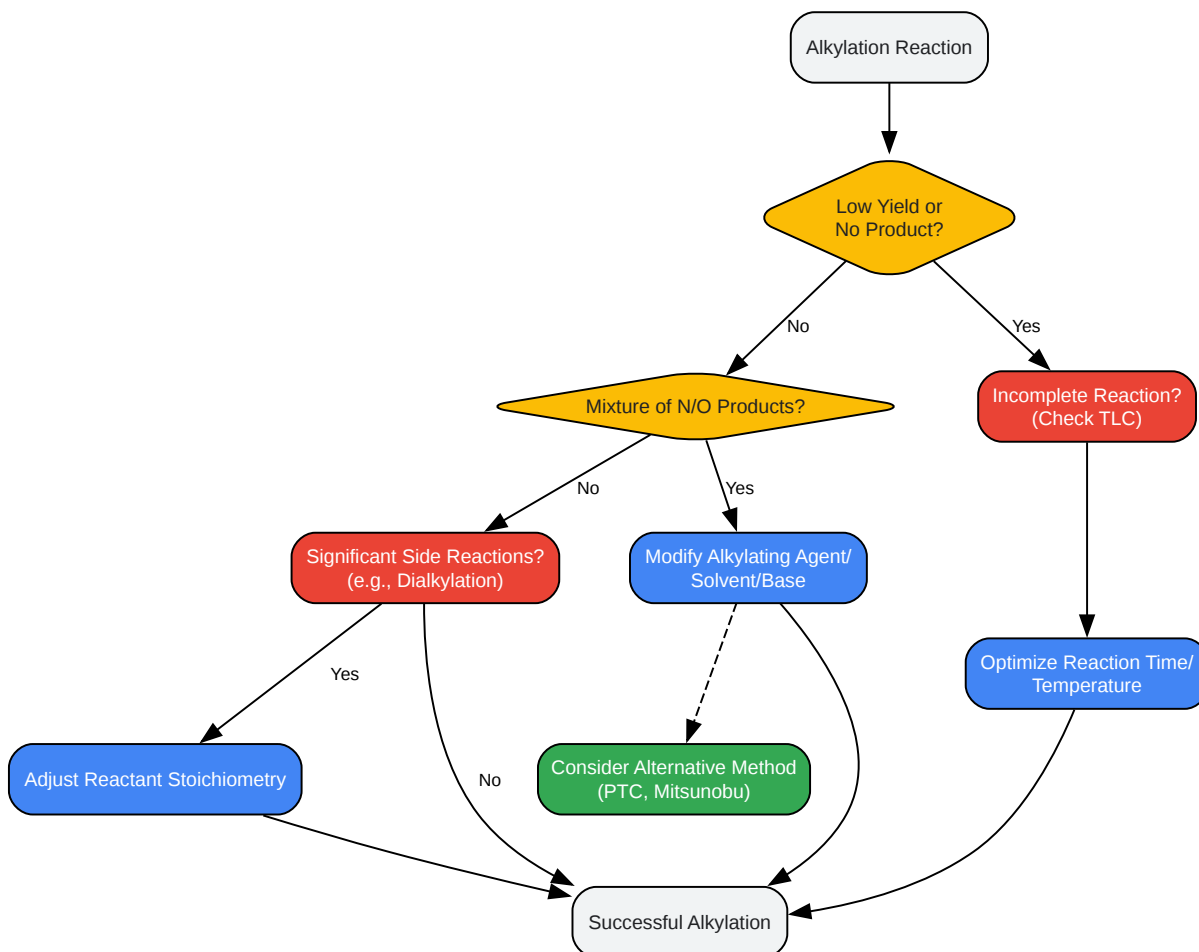 Alkylation Reaction
Low Yield or
No Product?
No
Yes
Mixture of N/O Products?
Incomplete Reaction?
(Check TLC)
No
Yes
Significant Side Reactions?
(e.g., Dialkylation)
Modify Alkylating Agent/
Solvent/Base
Optimize Reaction Time/
Temperature
Yes
No
Adjust Reactant Stoichiometry
Consider Alternative Method
(PTC, Mitsunobu)
Successful Alkylation